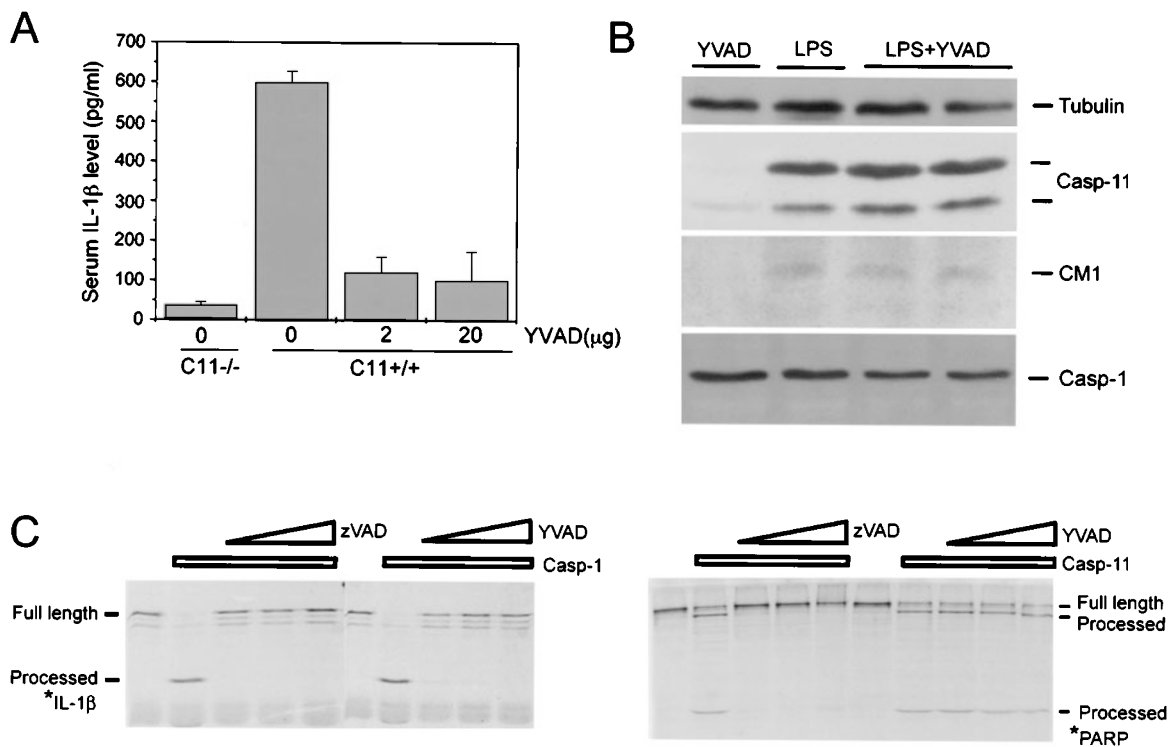 A
Serum IL-1β level (pg/ml)
700
600
500
400
300
200
100
0
0 0 2 20 YVAD(μg)
C11-/- C11+/+
B
YVAD LPS LPS+YVAD
Tubulin
Casp-11
CM1
Casp-1
C
zVAD YVAD
Casp-1
Full length
Processed
*IL-1β
zVAD YVAD
Casp-11
Full length
Processed
Processed
*PARP